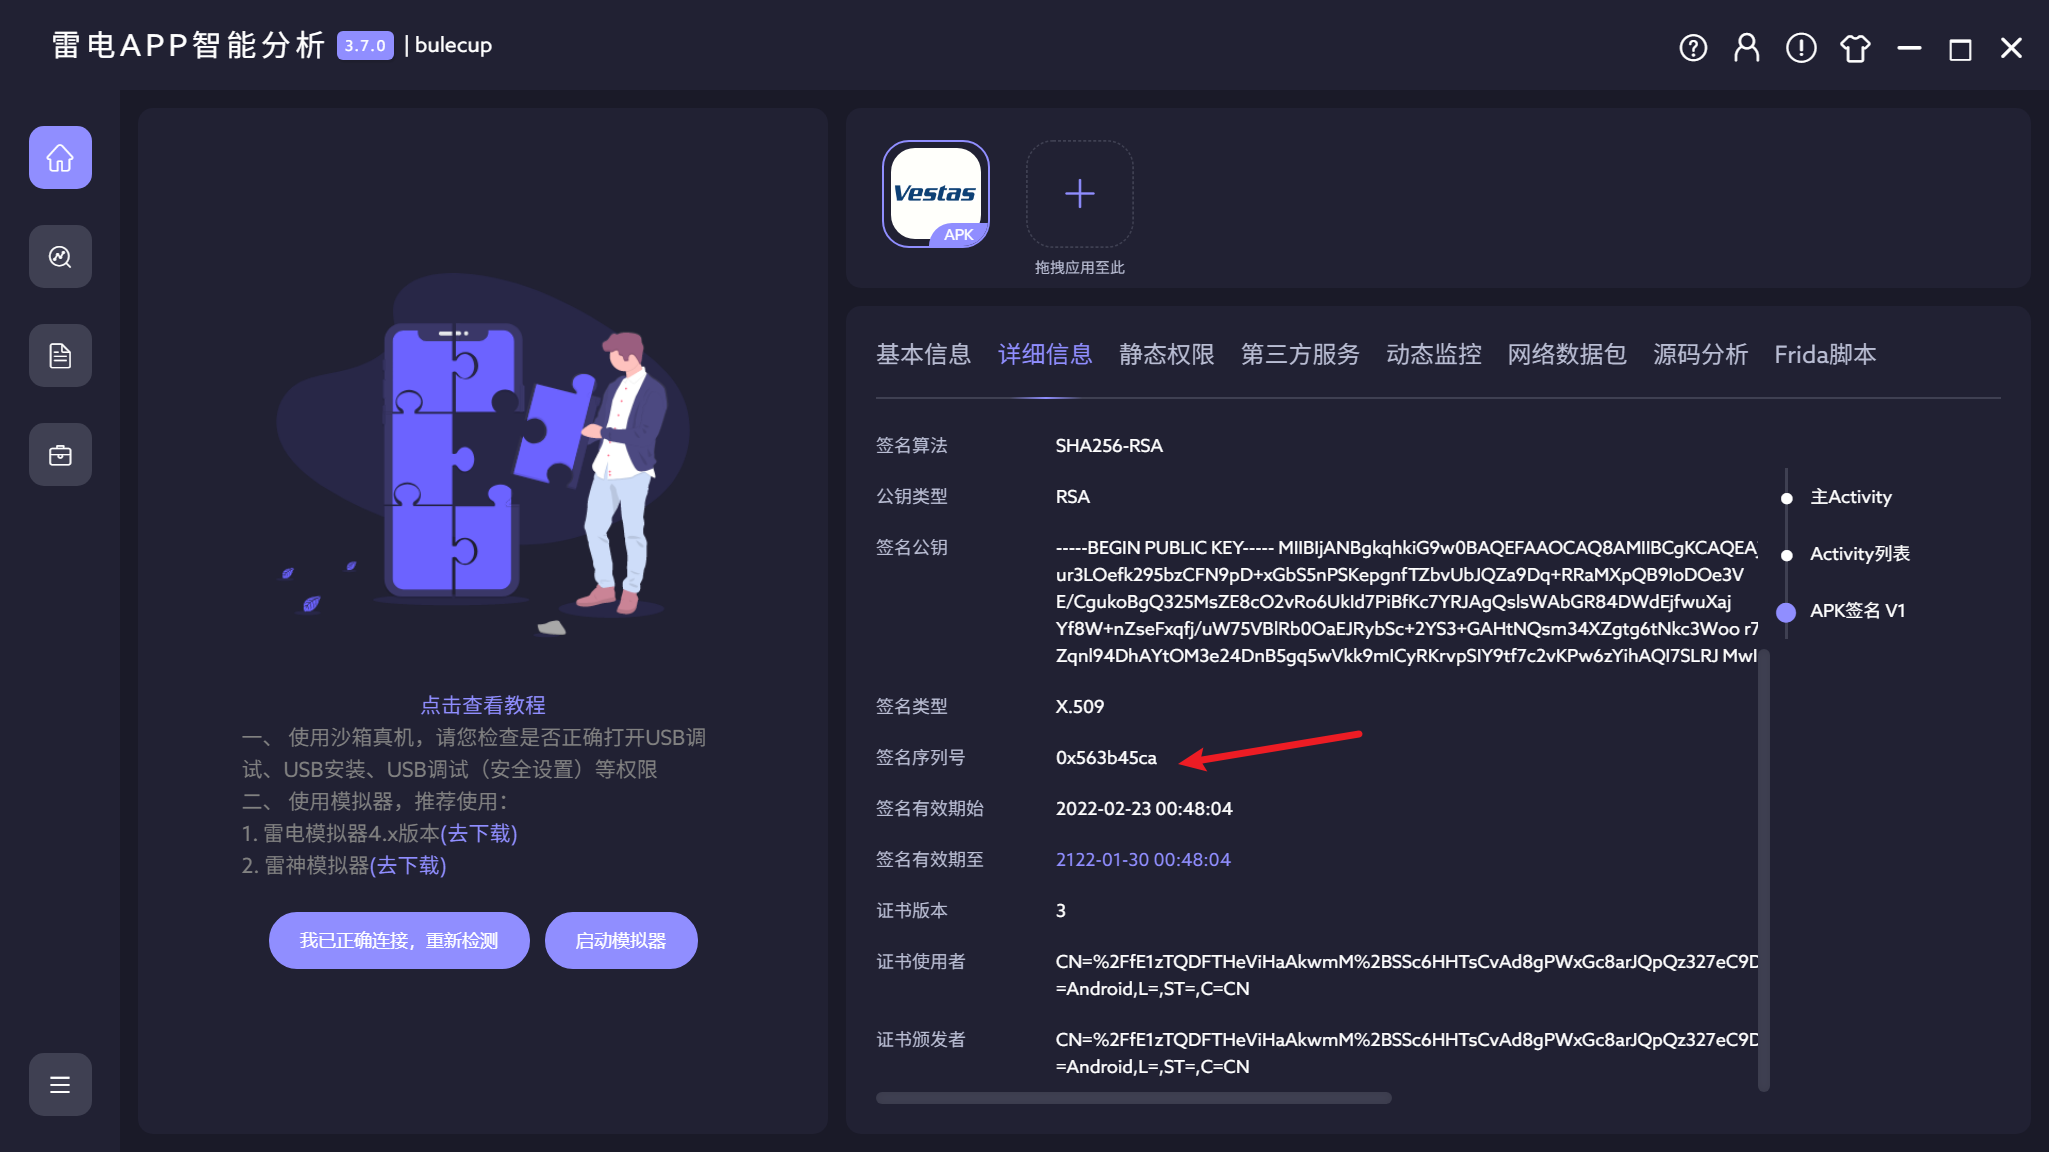 雷电APP智能分析 3.7.0 | bulecup
Vestas
APK
拖拽应用至此
点击查看教程
一、 使用沙箱真机，请您检查是否正确打开USB调
试、USB安装、USB调试（安全设置）等权限
二、 使用模拟器，推荐使用：
1. 雷电模拟器4.x版本(去下载)
2. 雷神模拟器(去下载)
我已正确连接，重新检测
启动模拟器
基本信息 详细信息 静态权限 第三方服务 动态监控 网络数据包 源码分析 Frida脚本
签名算法 SHA256-RSA
公钥类型 RSA
签名公钥 -----BEGIN PUBLIC KEY----- MIIBIjANBgkqhkiG9w0BAQEFAAOCAQ8AMIIBCgKCAQEA
ur3LOefk295bzCFN9pD+xGbS5nPSKepgnfTZbvUbJQZa9Dq+RRaMXpQB9IoDOe3V
E/CgukoBgQ325MsZE8cO2vRo6UkId7PiBfKc7YRJAgQslsWAbGR84DWdEjfwuXaj
Yf8W+nZseFxqfj/uW75VBlRb0OaEJRybSc+2YS3+GAHtNQsm34XZgtg6tNkc3Woo r7
Zqnl94DhAYtOM3e24DnB5gq5wVkk9mICyRKrvpSIY9tf7c2vKPw6zYihAQI7SLRJ MwI
签名类型 X.509
签名序列号 0x563b45ca
签名有效期始 2022-02-23 00:48:04
签名有效期至 2122-01-30 00:48:04
证书版本 3
证书使用者 CN=%2FfE1zTQDFTHeViHaAkwmM%2BSSc6HHTsCvAd8gPWxGc8arJQpQz327eC9D
=Android,L=,ST=,C=CN
证书颁发者 CN=%2FfE1zTQDFTHeViHaAkwmM%2BSSc6HHTsCvAd8gPWxGc8arJQpQz327eC9D
=Android,L=,ST=,C=CN
主Activity
Activity列表
APK签名 V1